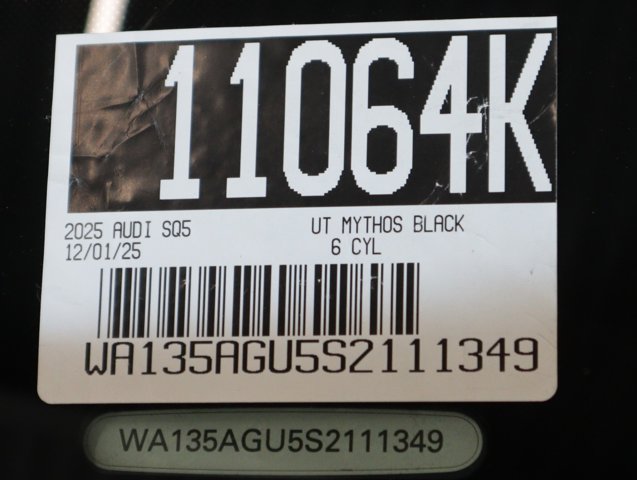 11064K
2025 AUDI SQ5 UT MYTHOS BLACK
12/01/25 6 CYL
WA135AGU5S2111349
WA135AGU5S2111349